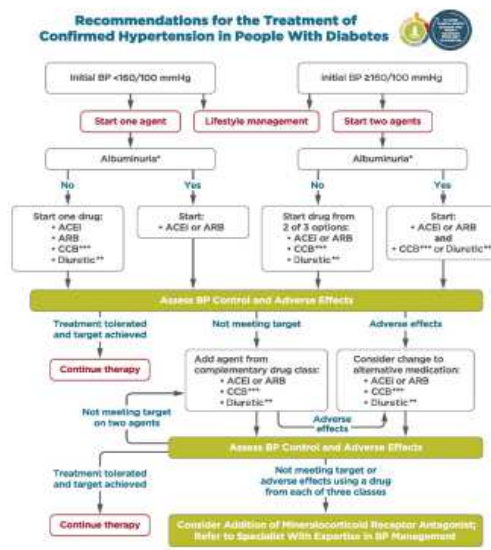 Recommendations for the Treatment of
Confirmed Hypertension in People With Diabetes
Initial BP <160/100 mmHg
Initial BP ≥160/100 mmHg
Start one agent
Lifestyle management
Start two agents
Albuminuria*
Albuminuria*
No
Yes
No
Yes
Start one drug:
• ACEI
• ARB
• CCB***
• Diuretic**
Start:
• ACEI or ARB
Start drug from
2 of 3 options:
• ACEI or ARB
• CCB***
• Diuretic**
Start:
• ACEI or ARB
and
• CCB*** or Diuretic**
Assess BP Control and Adverse Effects
Treatment tolerated
and target achieved
Not meeting target
Adverse effects
Continue therapy
Add agent from
complementary drug class:
• ACEI or ARB
• CCB***
• Diuretic**
Consider change to
alternative medication:
• ACEI or ARB
• CCB***
• Diuretic**
Not meeting target
on two agents
Adverse
effects
Assess BP Control and Adverse Effects
Treatment tolerated
and target achieved
Not meeting target or
adverse effects using a drug
from each of three classes
Continue therapy
Consider Addition of Mineralocorticoid Receptor Antagonist;
Refer to Specialist With Expertise in BP Management